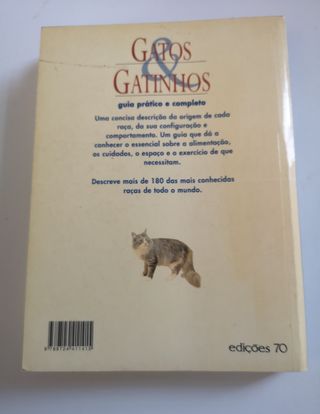 GATOS
&
GATINHOS
guia prático e completo
Uma concisa descrição da origem de cada
raça, da sua configuração e
comportamento. Um guia que dá a
conhecer o essencial sobre a alimentação,
os cuidados, o espaço e o exercício de que
necessitam.
Descreve mais de 180 das mais conhecidas
raças de todo o mundo.
edições 70